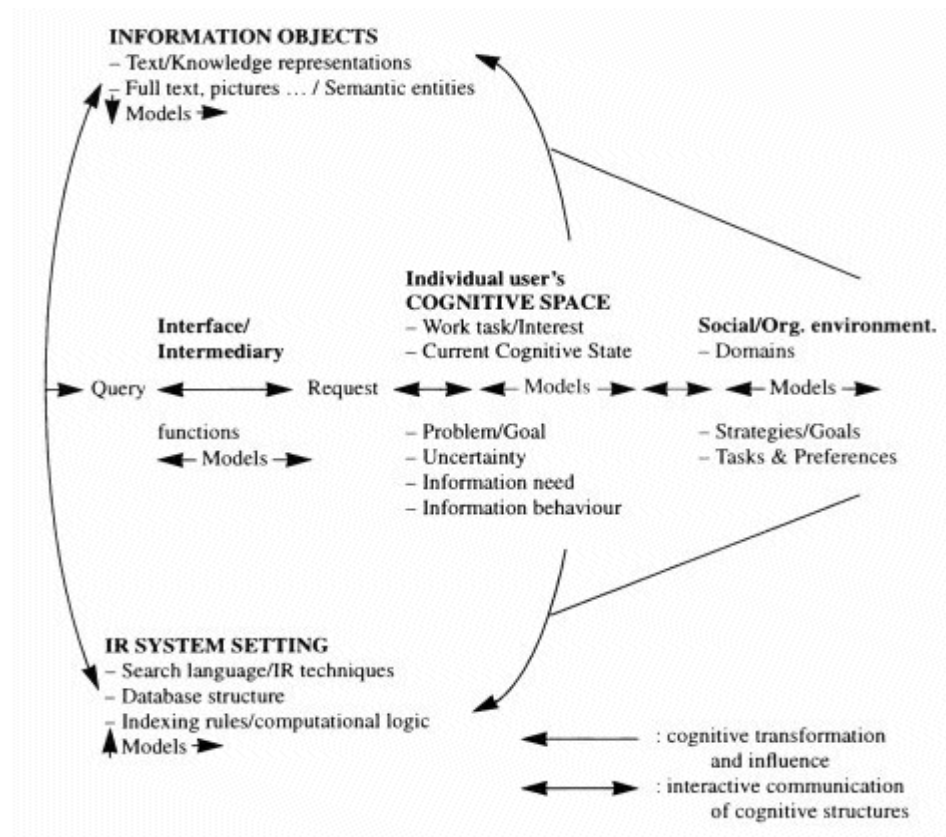 INFORMATION OBJECTS
– Text/Knowledge representations
– Full text, pictures … / Semantic entities
Models
Individual user's
COGNITIVE SPACE
– Work task/Interest
– Current Cognitive State
Interface/
Intermediary
Social/Org. environment.
– Domains
Query
Request
Models
Models
functions
Models
– Problem/Goal
– Uncertainty
– Information need
– Information behaviour
– Strategies/Goals
– Tasks & Preferences
IR SYSTEM SETTING
– Search language/IR techniques
– Database structure
– Indexing rules/computational logic
Models
: cognitive transformation
and influence
: interactive communication
of cognitive structures